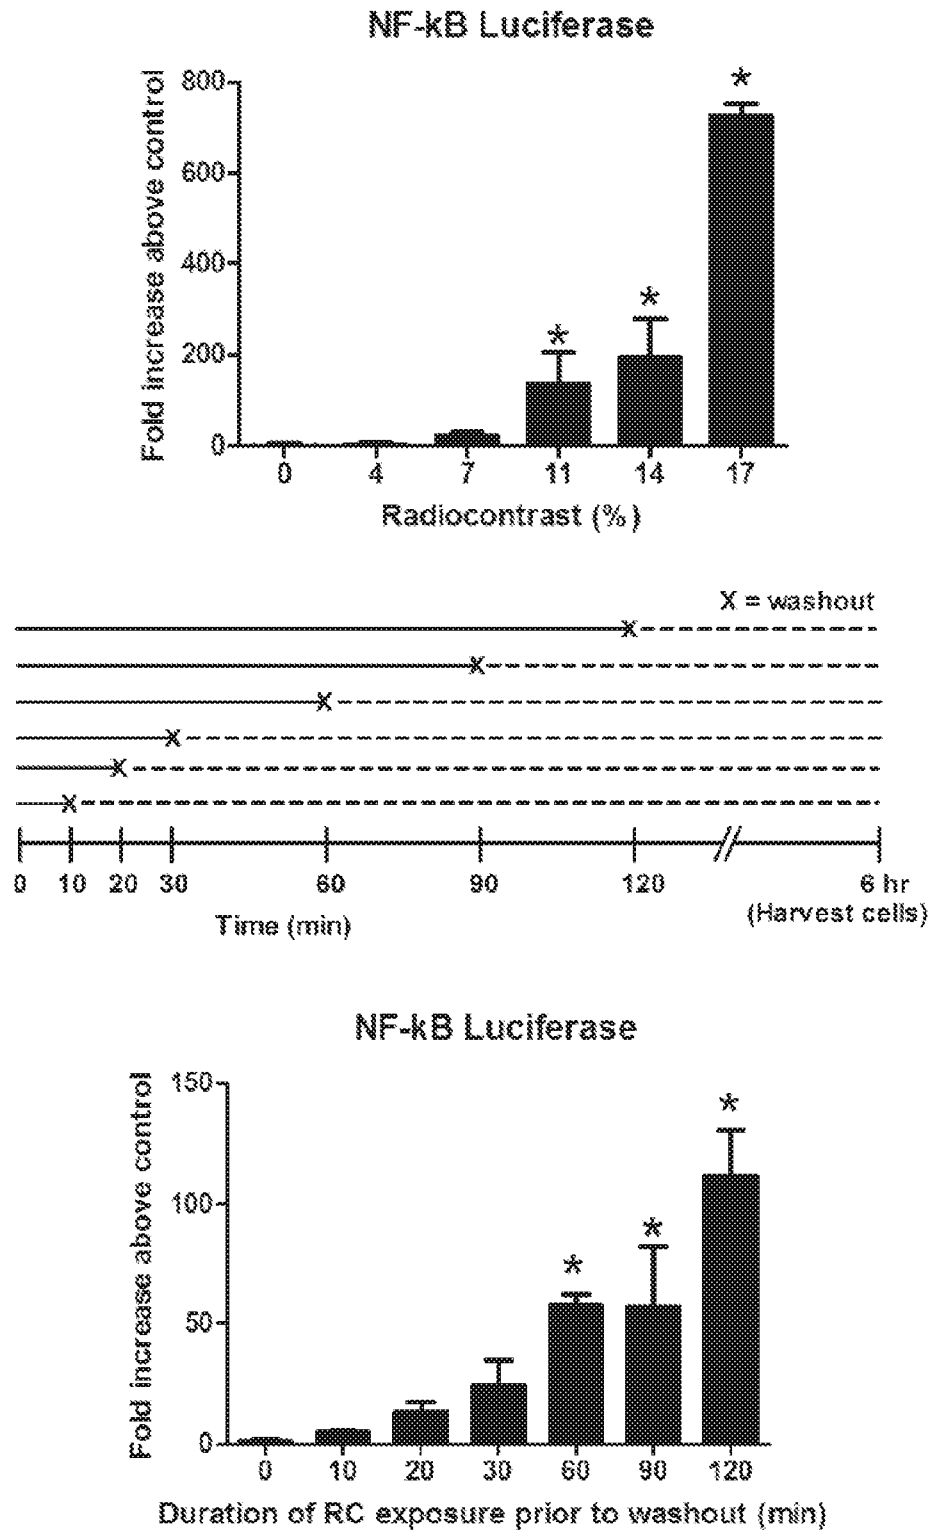 NF-kB Luciferase
Fold increase above control
800
600
400
200
0
* * *
0 4 7 11 14 17
Radiocontrast (%)
X = washout
X
X
X
X
X
X
0 10 20 30 60 90 120 6 hr
(Harvest cells)
Time (min)
NF-kB Luciferase
Fold increase above control
150
100
50
0
* * *
0 10 20 30 60 90 120
Duration of RC exposure prior to washout (min)